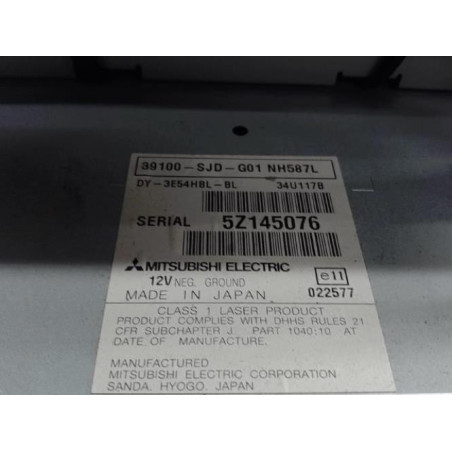 39100-SJD-G01 NH587L
DY-3E54HBL-BL 34U117B
SERIAL 5Z145076
MITSUBISHI ELECTRIC
12V NEG. GROUND
MADE IN JAPAN
e11
022577
CLASS 1 LASER PRODUCT
PRODUCT COMPLIES WITH DHHS RULES 21
CFR SUBCHAPTER J. PART 1040:10 AT
DATE OF MANUFACTURE.
MANUFACTURED
MITSUBISHI ELECTRIC CORPORATION
SANDA, HYOGO, JAPAN